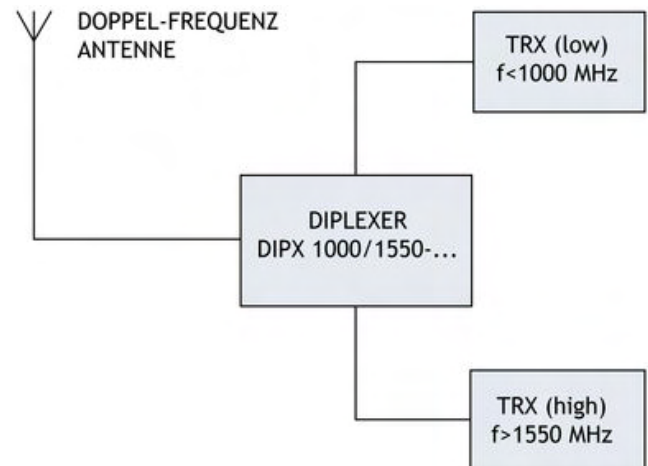 DOPPEL-FREQUENZ
ANTENNE
TRX (low)
f<1000 MHz
DIPLEXER
DIPX 1000/1550-...
TRX (high)
f>1550 MHz